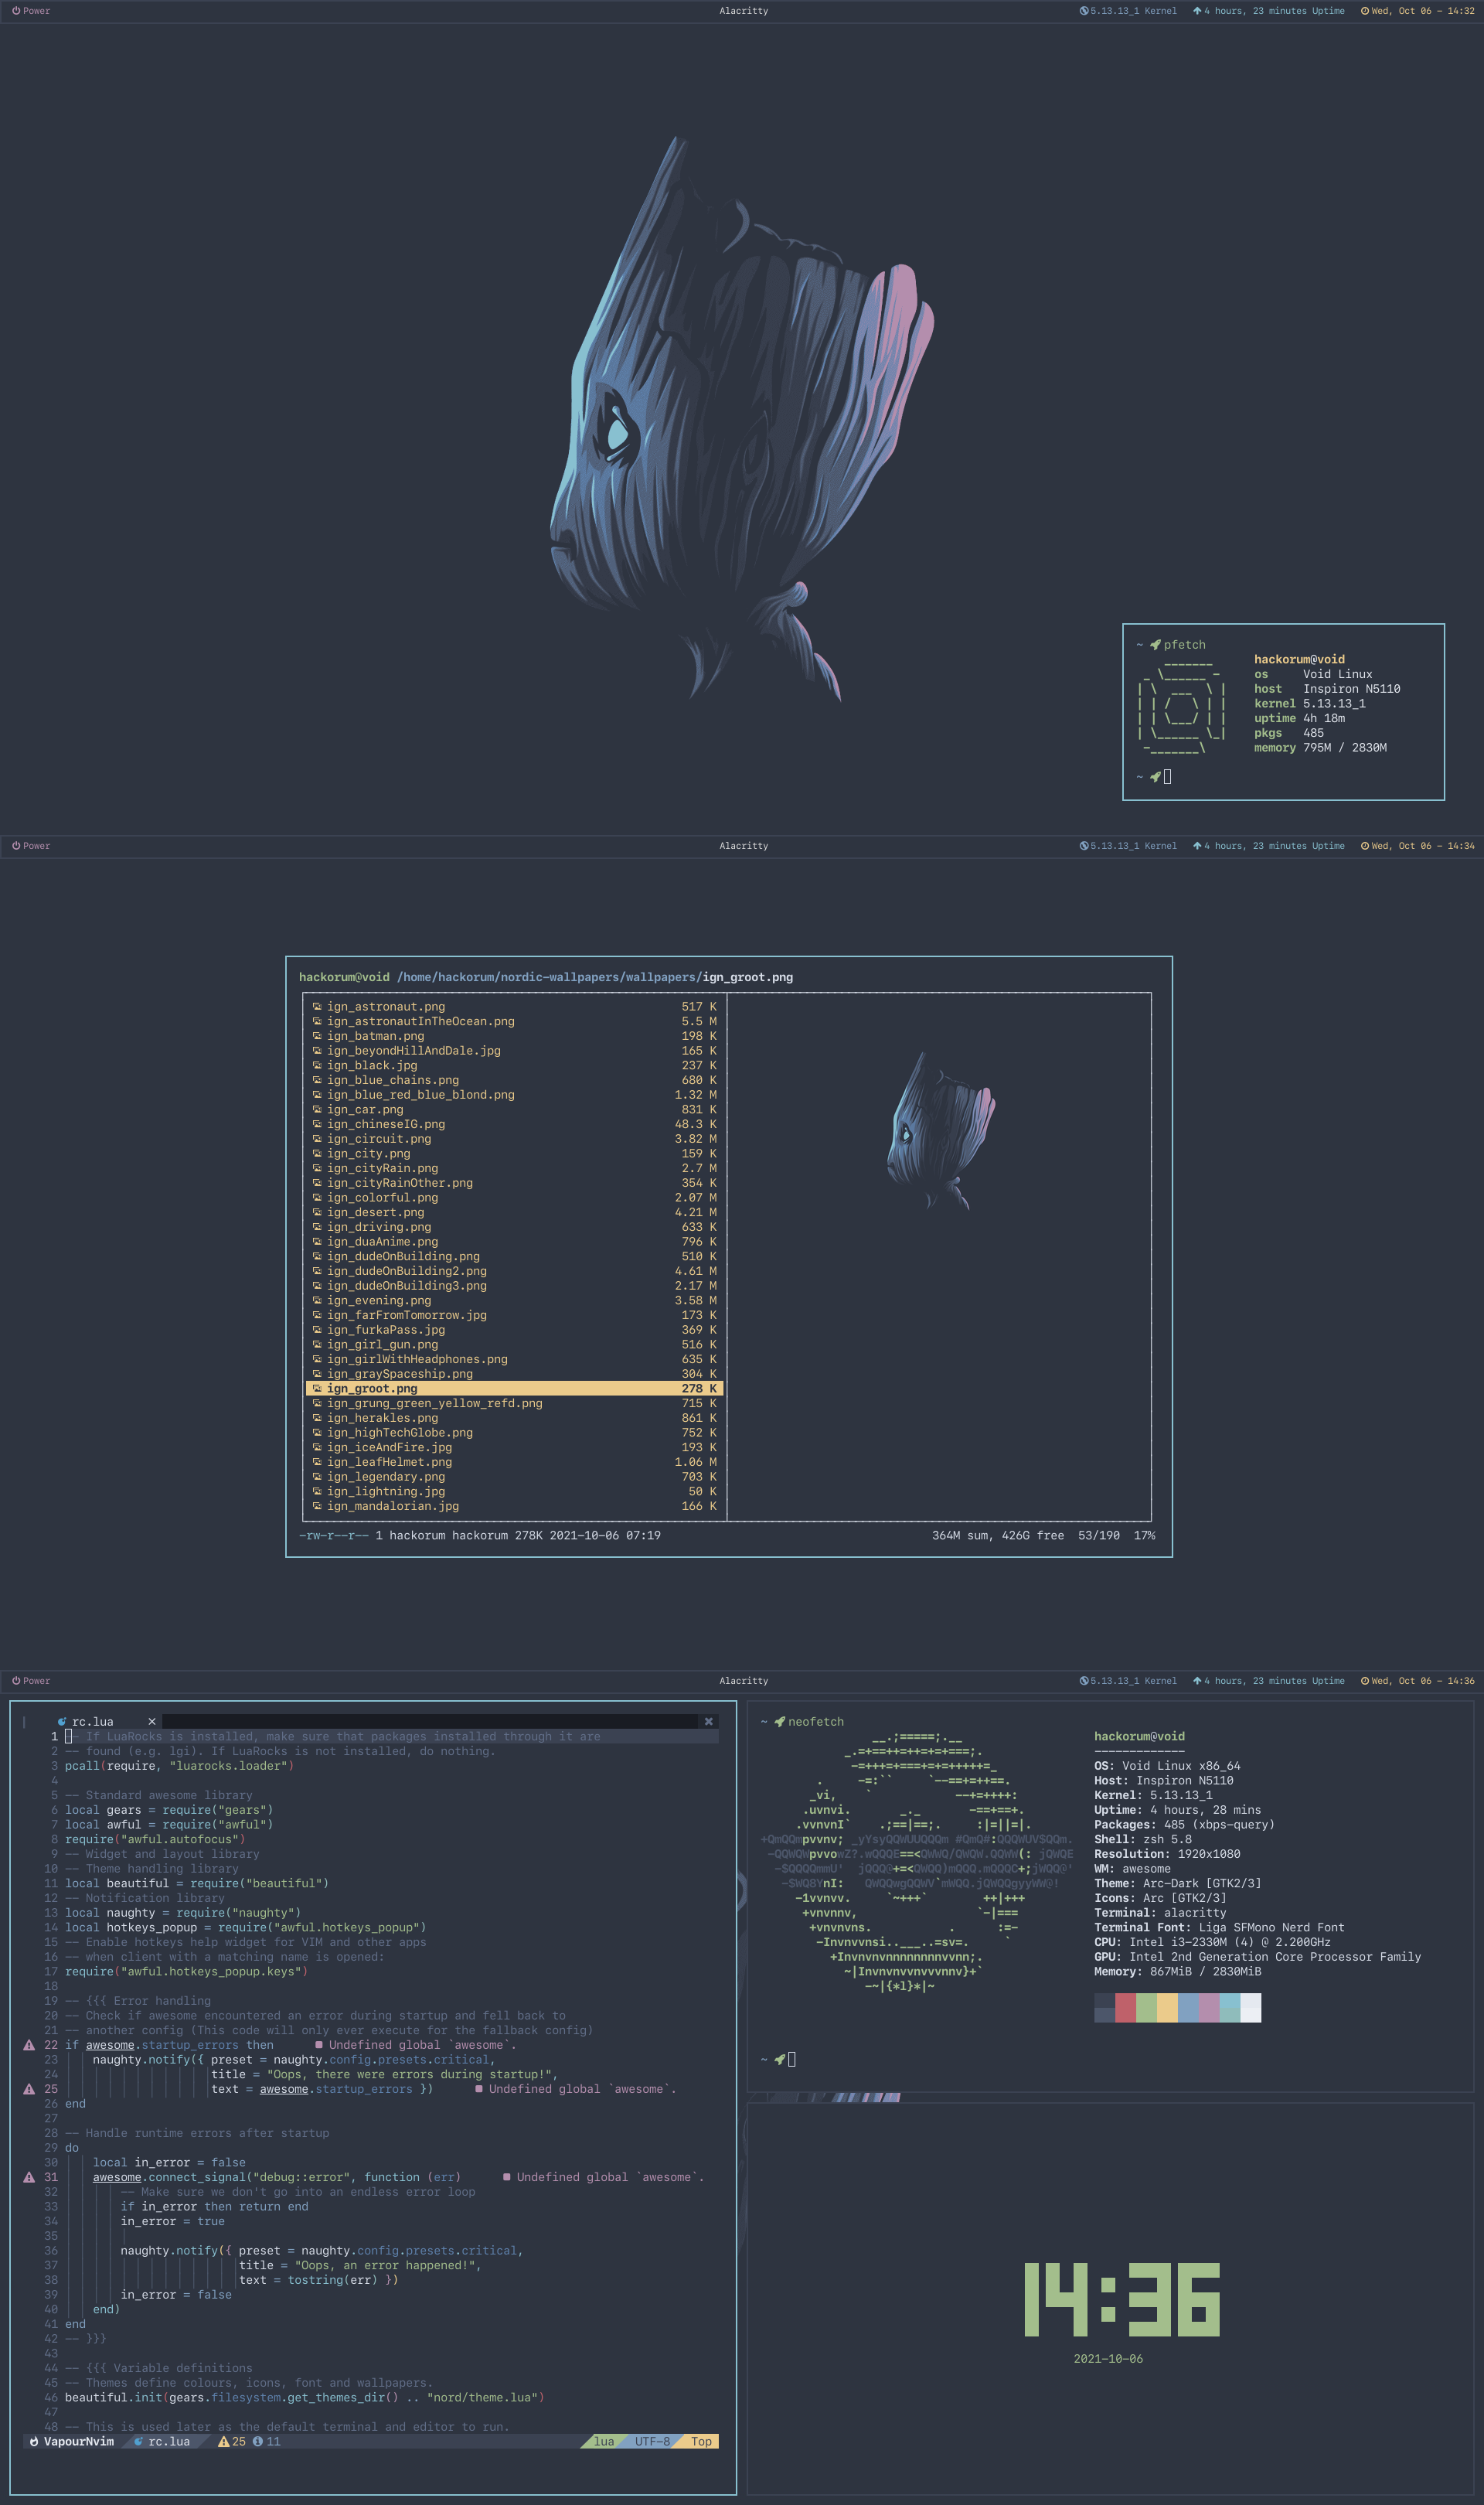 Power Alacritty 5.13.13_1 Kernel 4 hours, 23 minutes Uptime Wed, Oct 06 - 14:32
~ pfetch
hackorum@void
os Void Linux
host Inspiron N5110
kernel 5.13.13_1
uptime 4h 18m
pkgs 485
memory 795M / 2830M
~
Power Alacritty 5.13.13_1 Kernel 4 hours, 23 minutes Uptime Wed, Oct 06 - 14:34
hackorum@void /home/hackorum/nordic-wallpapers/wallpapers/ign_groot.png
ign_astronaut.png 517 K
ign_astronautInTheOcean.png 5.5 M
ign_batman.png 198 K
ign_beyondHillAndDale.jpg 165 K
ign_black.jpg 237 K
ign_blue_chains.png 680 K
ign_blue_red_blue_blond.png 1.32 M
ign_car.png 831 K
ign_chineseIG.png 48.3 K
ign_circuit.png 3.82 M
ign_city.png 159 K
ign_cityRain.png 2.7 M
ign_cityRainOther.png 354 K
ign_colorful.png 2.07 M
ign_desert.png 4.21 M
ign_driving.png 633 K
ign_duaAnime.png 796 K
ign_dudeOnBuilding.png 510 K
ign_dudeOnBuilding2.png 4.61 M
ign_dudeOnBuilding3.png 2.17 M
ign_evening.png 3.58 M
ign_farFromTomorrow.jpg 173 K
ign_furkaPass.jpg 369 K
ign_girl_gun.png 516 K
ign_girlWithHeadphones.png 635 K
ign_graySpaceship.png 304 K
ign_groot.png 278 K
ign_grung_green_yellow_refd.png 715 K
ign_herakles.png 861 K
ign_highTechGlobe.png 752 K
ign_iceAndFire.jpg 193 K
ign_leafHelmet.png 1.06 M
ign_legendary.png 703 K
ign_lightning.jpg 50 K
ign_mandalorian.jpg 166 K
-rw-r--r-- 1 hackorum hackorum 278K 2021-10-06 07:19 364M sum, 426G free 53/190 17%
Power Alacritty 5.13.13_1 Kernel 4 hours, 23 minutes Uptime Wed, Oct 06 - 14:36
rc.lua
1 -- If LuaRocks is installed, make sure that packages installed through it are
2 -- found (e.g. lgi). If LuaRocks is not installed, do nothing.
3 pcall(require, "luarocks.loader")
4
5 -- Standard awesome library
6 local gears = require("gears")
7 local awful = require("awful")
8 require("awful.autofocus")
9 -- Widget and layout library
10 -- Theme handling library
11 local beautiful = require("beautiful")
12 -- Notification library
13 local naughty = require("naughty")
14 local hotkeys_popup = require("awful.hotkeys_popup")
15 -- Enable hotkeys help widget for VIM and other apps
16 -- when client with a matching name is opened:
17 require("awful.hotkeys_popup.keys")
18
19 -- {{{ Error handling
20 -- Check if awesome encountered an error during startup and fell back to
21 -- another config (This code will only ever execute for the fallback config)
22 if awesome.startup_errors then ■ Undefined global `awesome`.
23 naughty.notify({ preset = naughty.config.presets.critical,
24 title = "Oops, there were errors during startup!",
25 text = awesome.startup_errors }) ■ Undefined global `awesome`.
26 end
27
28 -- Handle runtime errors after startup
29 do
30 local in_error = false
31 awesome.connect_signal("debug::error", function (err) ■ Undefined global `awesome`.
32 -- Make sure we don't go into an endless error loop
33 if in_error then return end
34 in_error = true
35
36 naughty.notify({ preset = naughty.config.presets.critical,
37 title = "Oops, an error happened!",
38 text = tostring(err) })
39 in_error = false
40 end)
41 end
42 -- }}}
43
44 -- {{{ Variable definitions
45 -- Themes define colours, icons, font and wallpapers.
46 beautiful.init(gears.filesystem.get_themes_dir() .. "nord/theme.lua")
47
48 -- This is used later as the default terminal and editor to run.
VapourNvim rc.lua 25 11 lua UTF-8 Top
~ neofetch
hackorum@void
-------------
OS: Void Linux x86_64
Host: Inspiron N5110
Kernel: 5.13.13_1
Uptime: 4 hours, 28 mins
Packages: 485 (xbps-query)
Shell: zsh 5.8
Resolution: 1920x1080
WM: awesome
Theme: Arc-Dark [GTK2/3]
Icons: Arc [GTK2/3]
Terminal: alacritty
Terminal Font: Liga SFMono Nerd Font
CPU: Intel i3-2330M (4) @ 2.200GHz
GPU: Intel 2nd Generation Core Processor Family
Memory: 867MiB / 2830MiB
~
14:36
2021-10-06